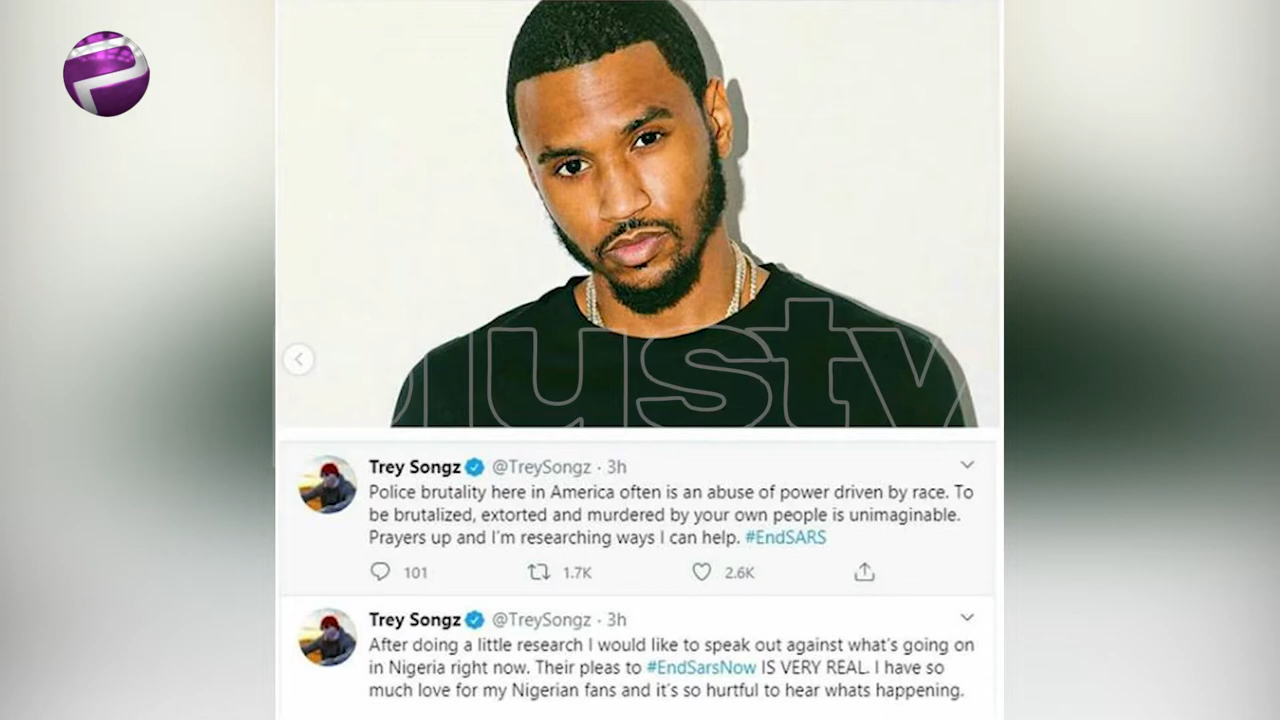 plustv
Trey Songz @TreySongz · 3h
Police brutality here in America often is an abuse of power driven by race. To
be brutalized, extorted and murdered by your own people is unimaginable.
Prayers up and I'm researching ways I can help. #EndSARS
101 1.7K 2.6K
Trey Songz @TreySongz · 3h
After doing a little research I would like to speak out against what's going on
in Nigeria right now. Their pleas to #EndSarsNow IS VERY REAL. I have so
much love for my Nigerian fans and it's so hurtful to hear whats happening.